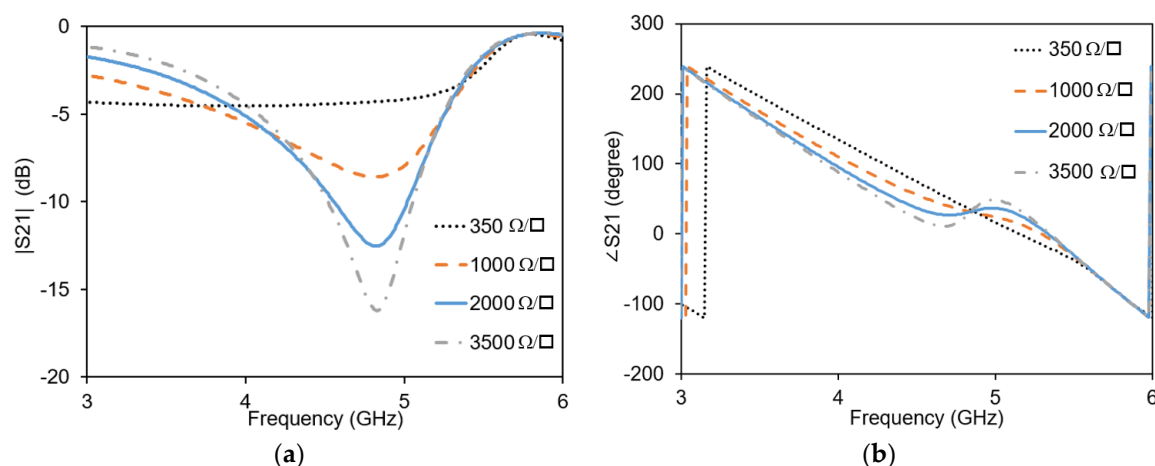 0
-5
-10
-15
-20
|S21| (dB)
3
4
5
6
Frequency (GHz)
350 Ω/□
1000 Ω/□
2000 Ω/□
3500 Ω/□
(a)
300
200
100
0
-100
-200
∠S21 (degree)
3
4
5
6
Frequency (GHz)
350 Ω/□
1000 Ω/□
2000 Ω/□
3500 Ω/□
(b)